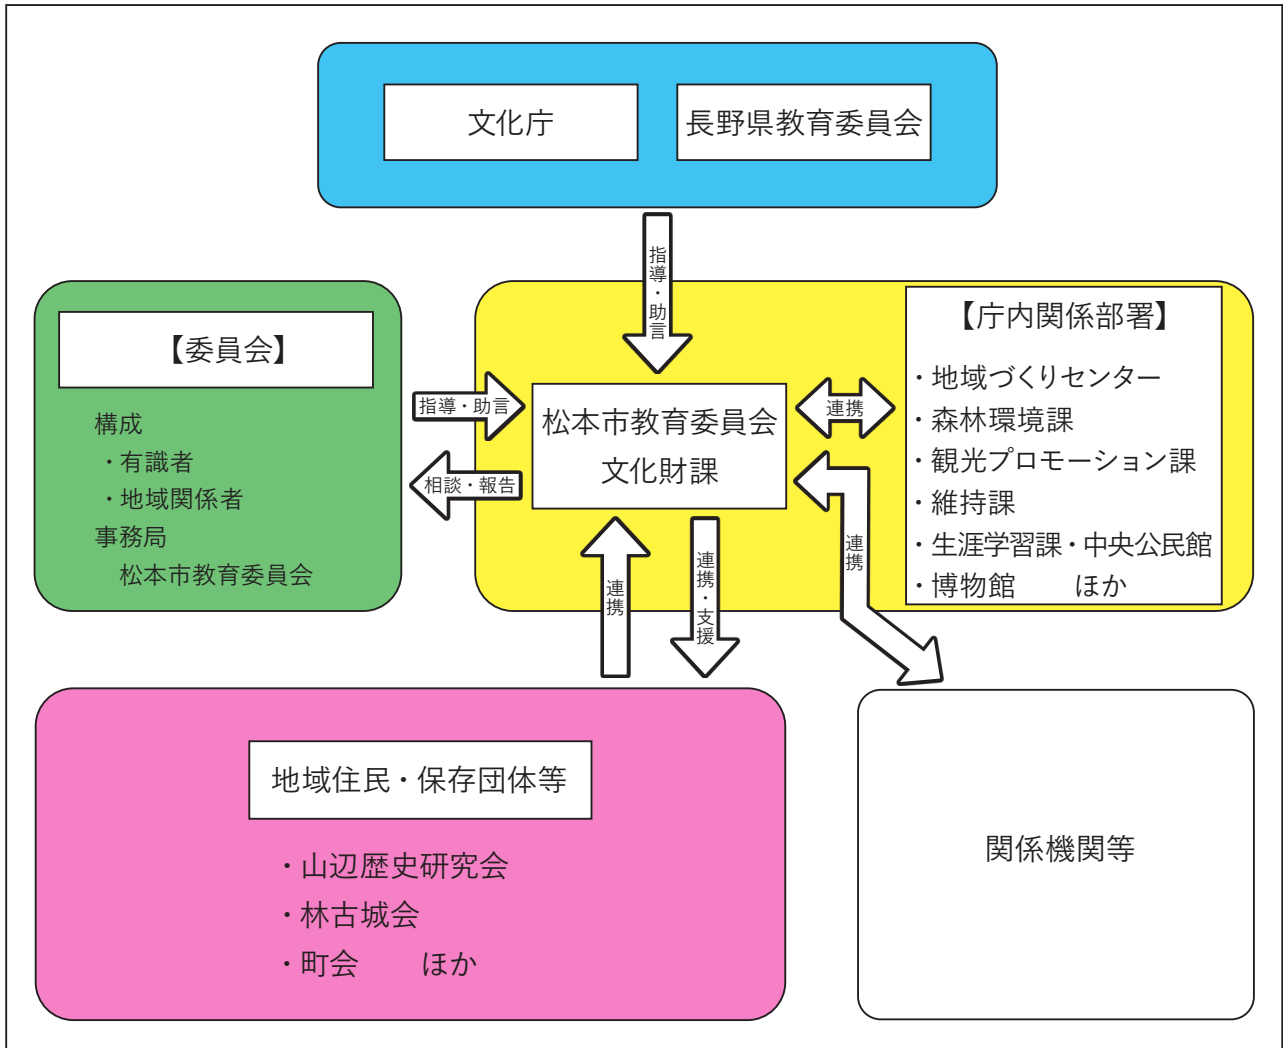 文化庁
長野県教育委員会
指導・助言
【委員会】
構成
・有識者
・地域関係者
事務局
松本市教育委員会
指導・助言
相談・報告
松本市教育委員会
文化財課
連携
【庁内関係部署】
・地域づくりセンター
・森林環境課
・観光プロモーション課
・維持課
・生涯学習課・中央公民館
・博物館　　ほか
連携
連携・支援
連携
地域住民・保存団体等
・山辺歴史研究会
・林古城会
・町会　　ほか
関係機関等